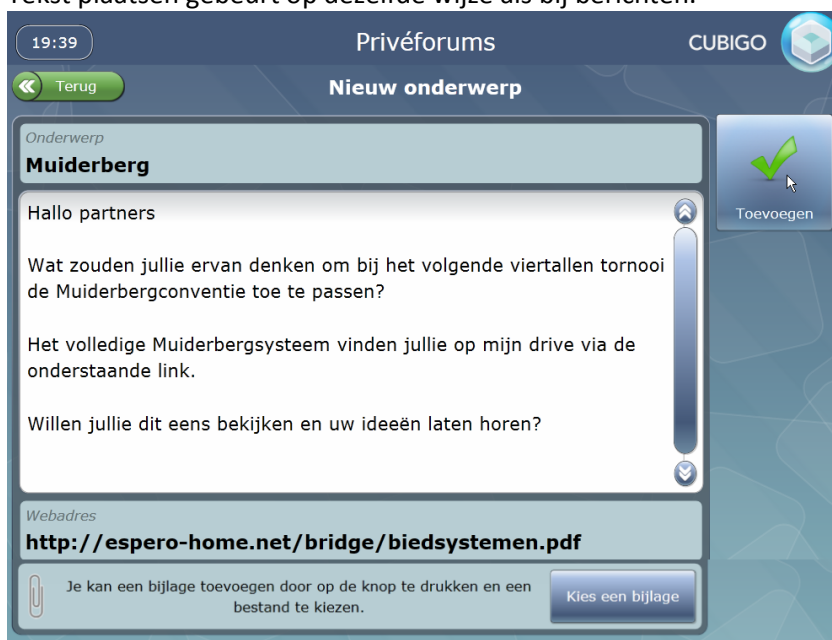 Tekst plaatsen gebeurt op dezelfde wijze als bij berichten.
19:39
Privéforums
CUBIGO
Terug
Nieuw onderwerp
Onderwerp
Muiderberg
Hallo partners
Wat zouden jullie ervan denken om bij het volgende viertallen tornooi
de Muiderbergconventie toe te passen?
Het volledige Muiderbergsysteem vinden jullie op mijn drive via de
onderstaande link.
Willen jullie dit eens bekijken en uw ideeën laten horen?
Toevoegen
Webadres
http://espero-home.net/bridge/biedsystemen.pdf
Je kan een bijlage toevoegen door op de knop te drukken en een
bestand te kiezen.
Kies een bijlage